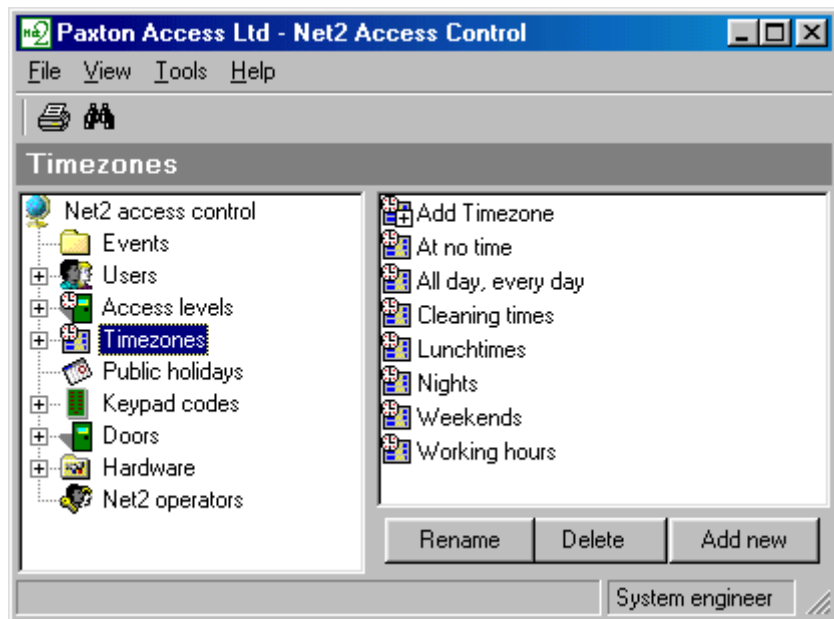 Paxton Access Ltd - Net2 Access Control
File View Tools Help
Timezones
Net2 access control
Events
Users
Access levels
Timezones
Public holidays
Keypad codes
Doors
Hardware
Net2 operators
Add Timezone
At no time
All day, every day
Cleaning times
Lunchtimes
Nights
Weekends
Working hours
Rename Delete Add new
System engineer